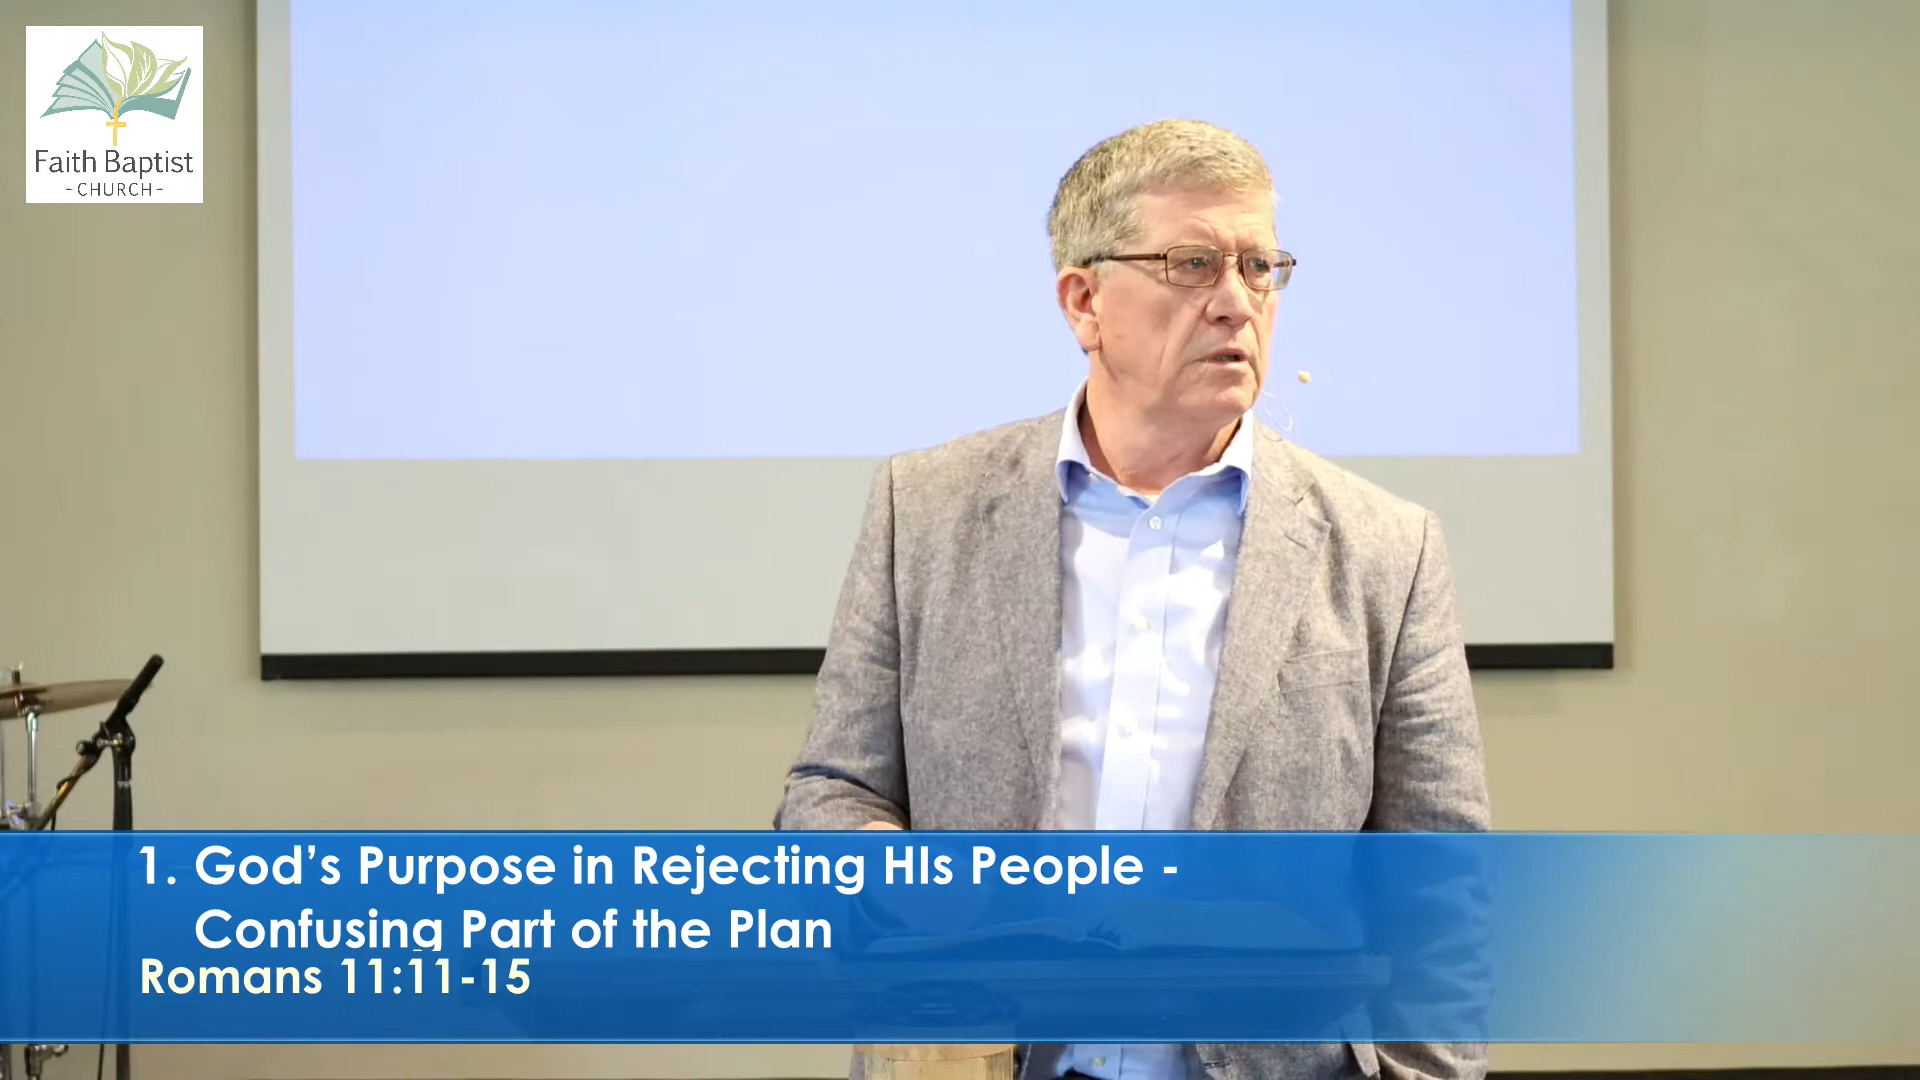 Faith Baptist
-CHURCH-
1. God’s Purpose in Rejecting HIs People -
Confusing Part of the Plan
Romans 11:11-15